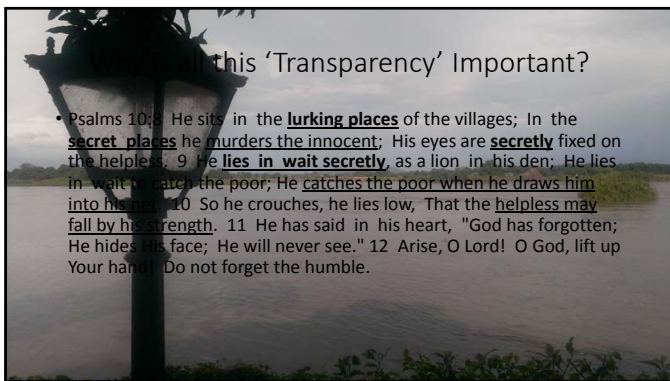 Why is all this ‘Transparency’ Important?
• Psalms 10:8 He sits in the lurking places of the villages; In the
secret places he murders the innocent; His eyes are secretly fixed on
the helpless. 9 He lies in wait secretly, as a lion in his den; He lies
in wait to catch the poor; He catches the poor when he draws him
into his net. 10 So he crouches, he lies low, That the helpless may
fall by his strength. 11 He has said in his heart, "God has forgotten;
He hides His face; He will never see." 12 Arise, O Lord! O God, lift up
Your hand! Do not forget the humble.